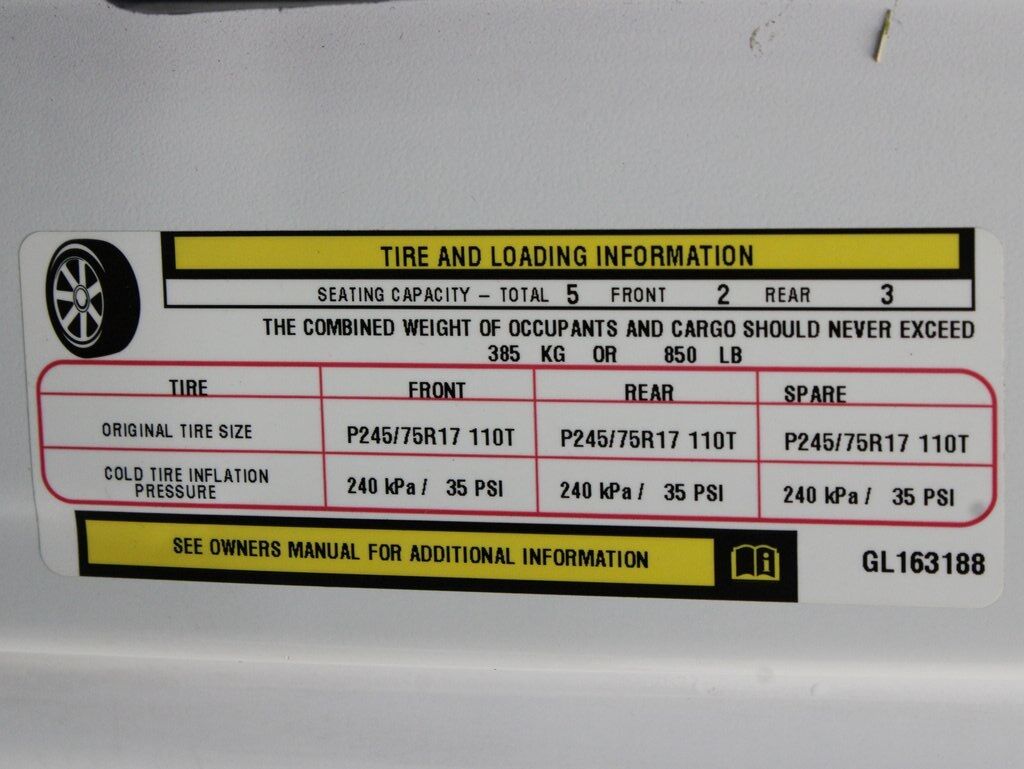 TIRE AND LOADING INFORMATION
SEATING CAPACITY – TOTAL 5 FRONT 2 REAR 3
THE COMBINED WEIGHT OF OCCUPANTS AND CARGO SHOULD NEVER EXCEED
385 KG OR 850 LB
TIRE FRONT REAR SPARE
ORIGINAL TIRE SIZE P245/75R17 110T P245/75R17 110T P245/75R17 110T
COLD TIRE INFLATION
PRESSURE 240 kPa / 35 PSI 240 kPa / 35 PSI 240 kPa / 35 PSI
SEE OWNERS MANUAL FOR ADDITIONAL INFORMATION
GL163188